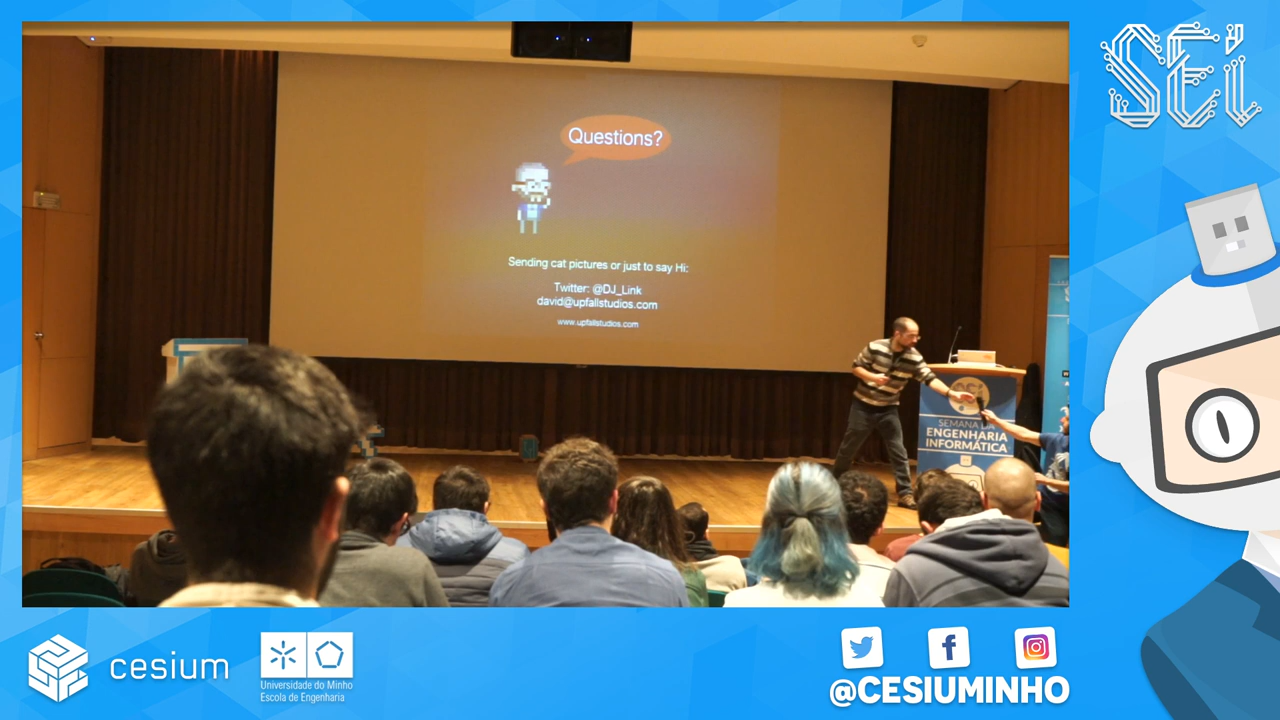 SEi
Questions?
Sending cat pictures or just to say Hi:
Twitter: @DJ_Link
david@upfallstudios.com
www.upfallstudios.com
SEMANA DA
ENGENHARIA
INFORMÁTICA
cesium
Universidade do Minho
Escola de Engenharia
@CESIUMINHO